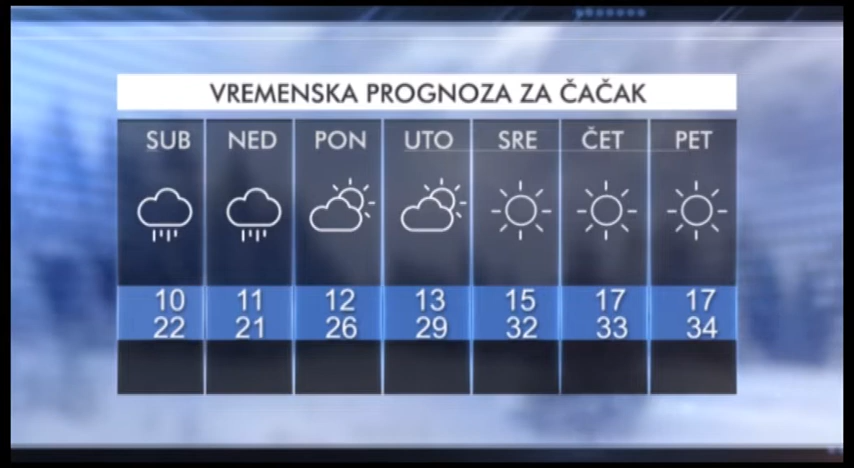 VREMENSKA PROGNOZA ZA ČAČAK
SUB NED PON UTO SRE ČET PET
10 11 12 13 15 17 17
22 21 26 29 32 33 34